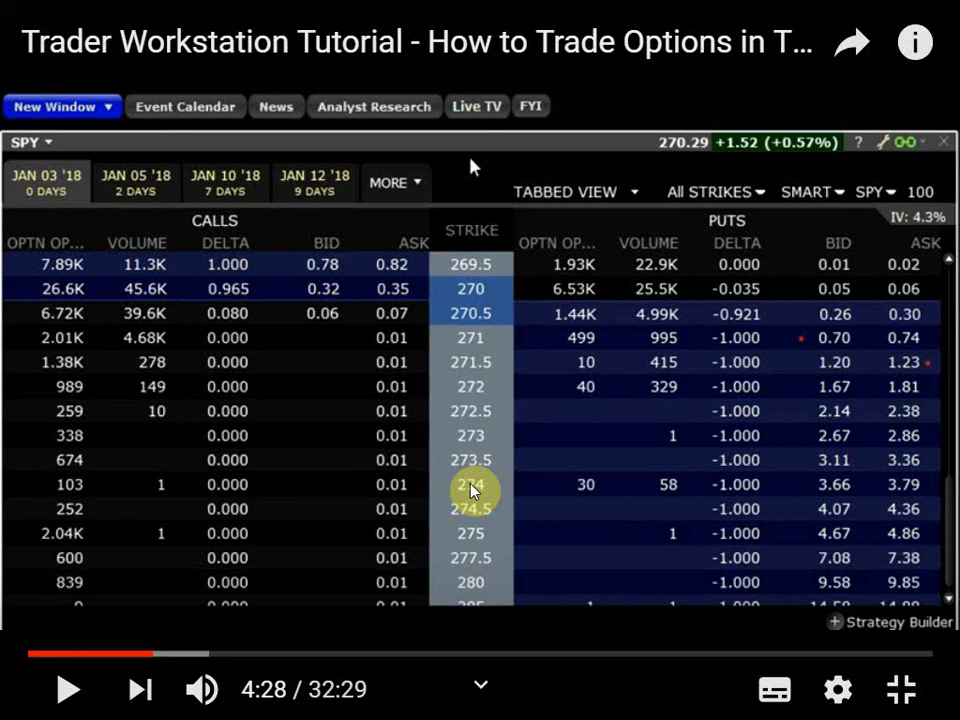 Trader Workstation Tutorial - How to Trade Options in T...
New Window Event Calendar News Analyst Research Live TV FYI
SPY 270.29 +1.52 (+0.57%) ?
JAN 03 '18 JAN 05 '18 JAN 10 '18 JAN 12 '18 MORE
0 DAYS 2 DAYS 7 DAYS 9 DAYS
TABBED VIEW All STRIKES SMART SPY 100
IV: 4.3%
CALLS STRIKE PUTS
OPTN OP... VOLUME DELTA BID ASK OPTN OP... VOLUME DELTA BID ASK
7.89K 11.3K 1.000 0.78 0.82 269.5 1.93K 22.9K 0.000 0.01 0.02
26.6K 45.6K 0.965 0.32 0.35 270 6.53K 25.5K -0.035 0.05 0.06
6.72K 39.6K 0.080 0.06 0.07 270.5 1.44K 4.99K -0.921 0.26 0.30
2.01K 4.68K 0.000 0.01 271 499 995 -1.000 0.70 0.74
1.38K 278 0.000 0.01 271.5 10 415 -1.000 1.20 1.23
989 149 0.000 0.01 272 40 329 -1.000 1.67 1.81
259 10 0.000 0.01 272.5 -1.000 2.14 2.38
338 0.000 0.01 273 1 -1.000 2.67 2.86
674 0.000 0.01 273.5 -1.000 3.11 3.36
103 1 0.000 0.01 274 30 58 -1.000 3.66 3.79
252 0.000 0.01 274.5 -1.000 4.07 4.36
2.04K 1 0.000 0.01 275 1 -1.000 4.67 4.86
600 0.000 0.01 277.5 -1.000 7.08 7.38
839 0.000 0.01 280 -1.000 9.58 9.85
Strategy Builder
4:28 / 32:29